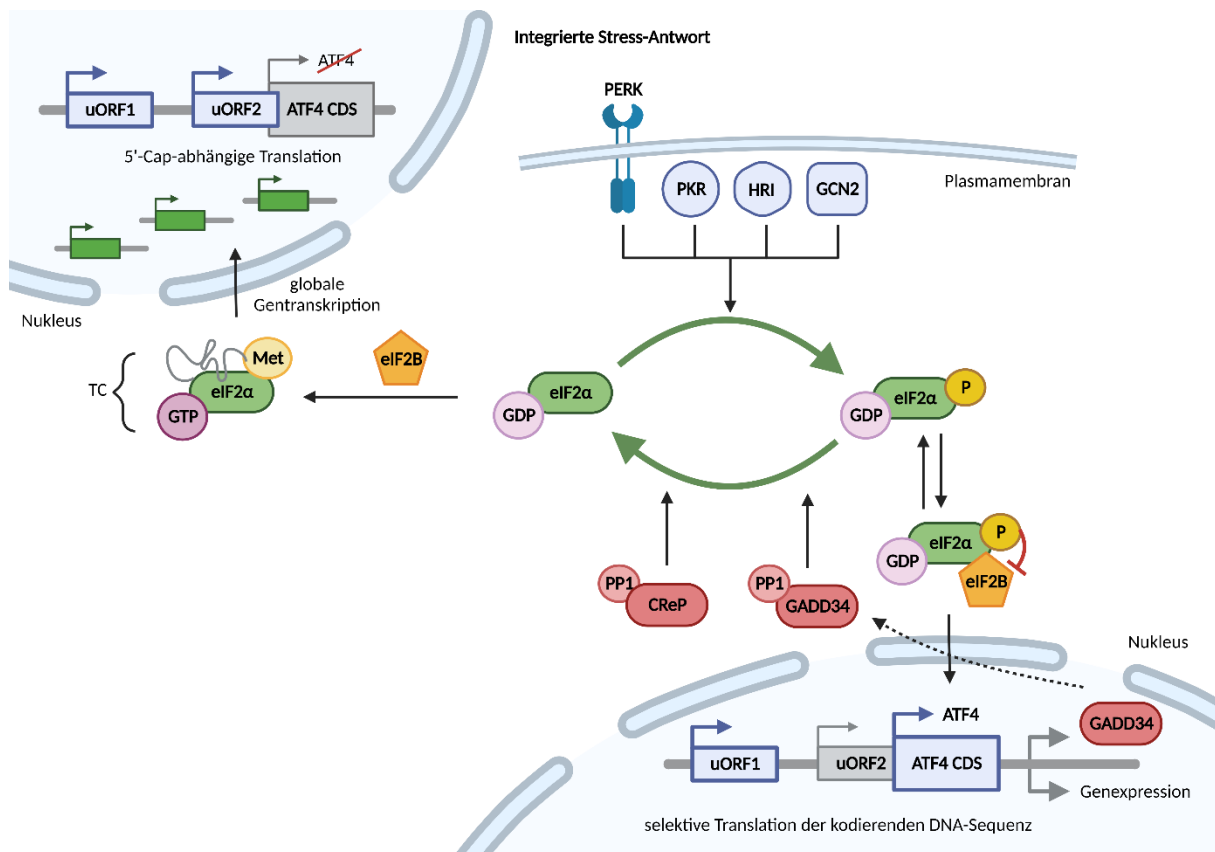 Integrierte Stress-Antwort
ATF4
uORF1
uORF2
ATF4 CDS
5'-Cap-abhängige Translation
Nukleus
globale
Gentranskription
PERK
PKR
HRI
GCN2
Plasmamembran
TC
Met
eIF2α
GTP
eIF2B
eIF2α
GDP
eIF2α
P
GDP
eIF2α
P
GDP
eIF2B
PP1
CReP
PP1
GADD34
Nukleus
ATF4
uORF1
uORF2
ATF4 CDS
GADD34
Genexpression
selektive Translation der kodierenden DNA-Sequenz